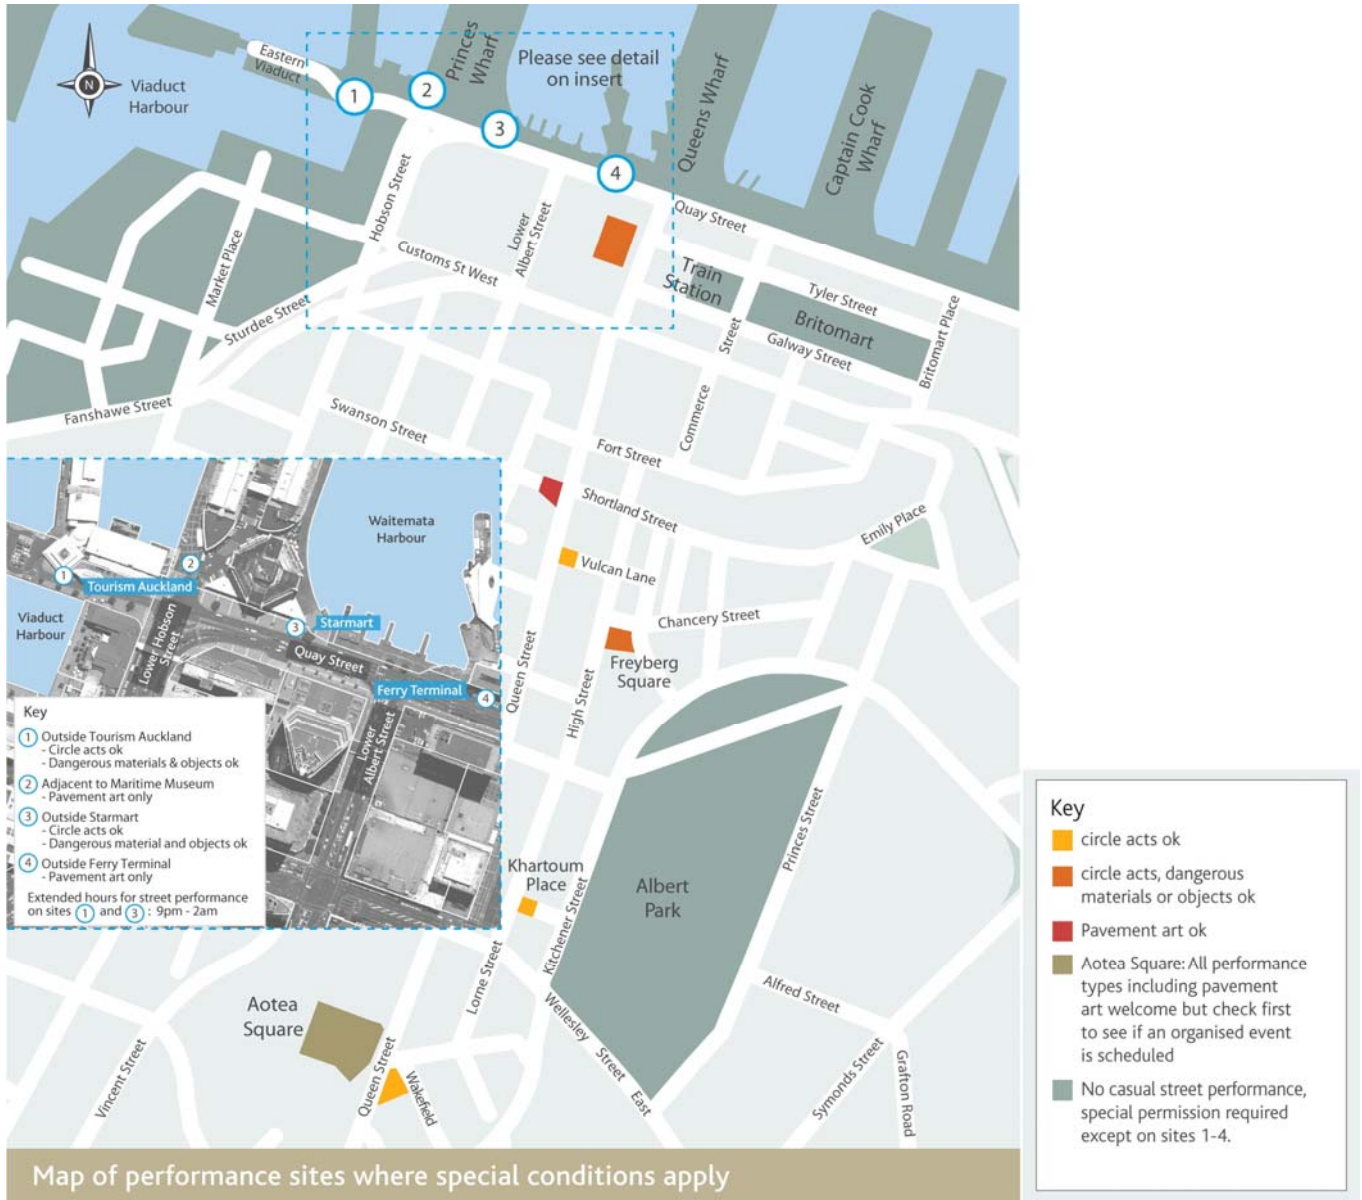 Eastern
Viaduct
Viaduct
Harbour
N
1
2
3
4
Princes
Wharf
Please see detail
on insert
Queens Wharf
Captain Cook
Wharf
Hobson Street
Lower
Albert Street
Quay Street
Market Place
Customs St West
Train
Station
Tyler Street
Britomart
Britomart Place
Sturdee Street
Galway Street
Fanshawe Street
Swanson Street
Commerce
Street
Fort Street
Shortland Street
Emily Place
Vulcan Lane
Chancery Street
Queen Street
High Street
Freyberg
Square
Waitemata
Harbour
1
2
Tourism Auckland
Viaduct
Harbour
Lower Hobson
Street
3
Starmart
Quay Street
Ferry Terminal
4
Lower
Albert Street
Key
1 Outside Tourism Auckland
- Circle acts ok
- Dangerous materials & objects ok
2 Adjacent to Maritime Museum
- Pavement art only
3 Outside Starmart
- Circle acts ok
- Dangerous material and objects ok
4 Outside Ferry Terminal
- Pavement art only
Extended hours for street performance
on sites 1 and 3 : 9pm - 2am
Khartoum
Place
Kitchener Street
Albert
Park
Princes Street
Lorne Street
Wellesley
Street
East
Alfred Street
Symonds Street
Grafton Road
Aotea
Square
Queen Street
Wakefield
Vincent Street
Key
circle acts ok
circle acts, dangerous
materials or objects ok
Pavement art ok
Aotea Square: All performance
types including pavement
art welcome but check first
to see if an organised event
is scheduled
No casual street performance,
special permission required
except on sites 1-4.
Map of performance sites where special conditions apply